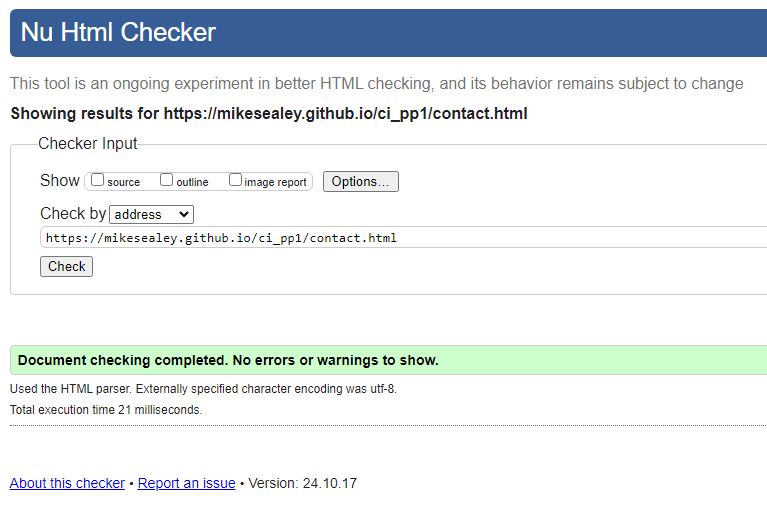 Nu Html Checker
This tool is an ongoing experiment in better HTML checking, and its behavior remains subject to change
Showing results for https://mikesealey.github.io/ci_pp1/contact.html
Checker Input
Show source outline image report Options...
Check by address
https://mikesealey.github.io/ci_pp1/contact.html
Check
Document checking completed. No errors or warnings to show.
Used the HTML parser. Externally specified character encoding was utf-8.
Total execution time 21 milliseconds.
About this checker • Report an issue • Version: 24.10.17